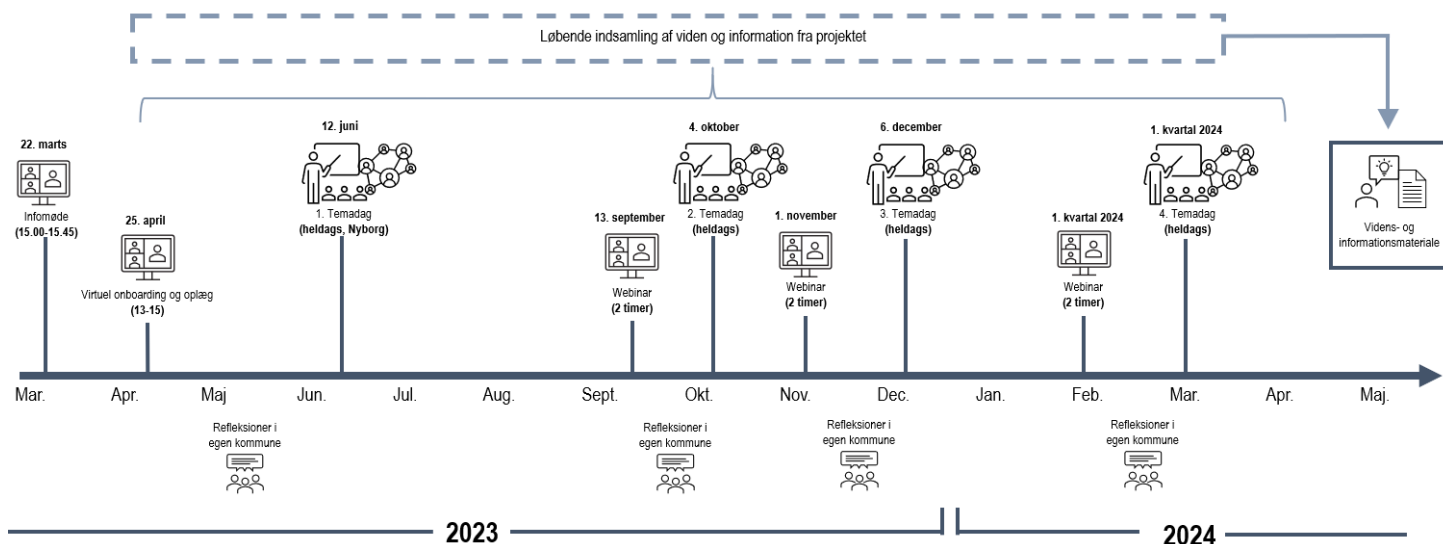 Løbende indsamling af viden og information fra projektet
22. marts
Infomøde
(15.00-15.45)
25. april
Virtuel onboarding og oplæg
(13-15)
12. juni
1. Temadag
(heldags, Nyborg)
13. september
Webinar
(2 timer)
4. oktober
2. Temadag
(heldags)
1. november
Webinar
(2 timer)
6. december
3. Temadag
(heldags)
1. kvartal 2024
Webinar
(2 timer)
1. kvartal 2024
4. Temadag
(heldags)
Videns- og
informationsmateriale
Mar. Apr. Maj Jun. Jul. Aug. Sept. Okt. Nov. Dec. Jan. Feb. Mar. Apr. Maj.
Refleksioner i
egen kommune
Refleksioner i
egen kommune
Refleksioner i
egen kommune
Refleksioner i
egen kommune
2023
2024